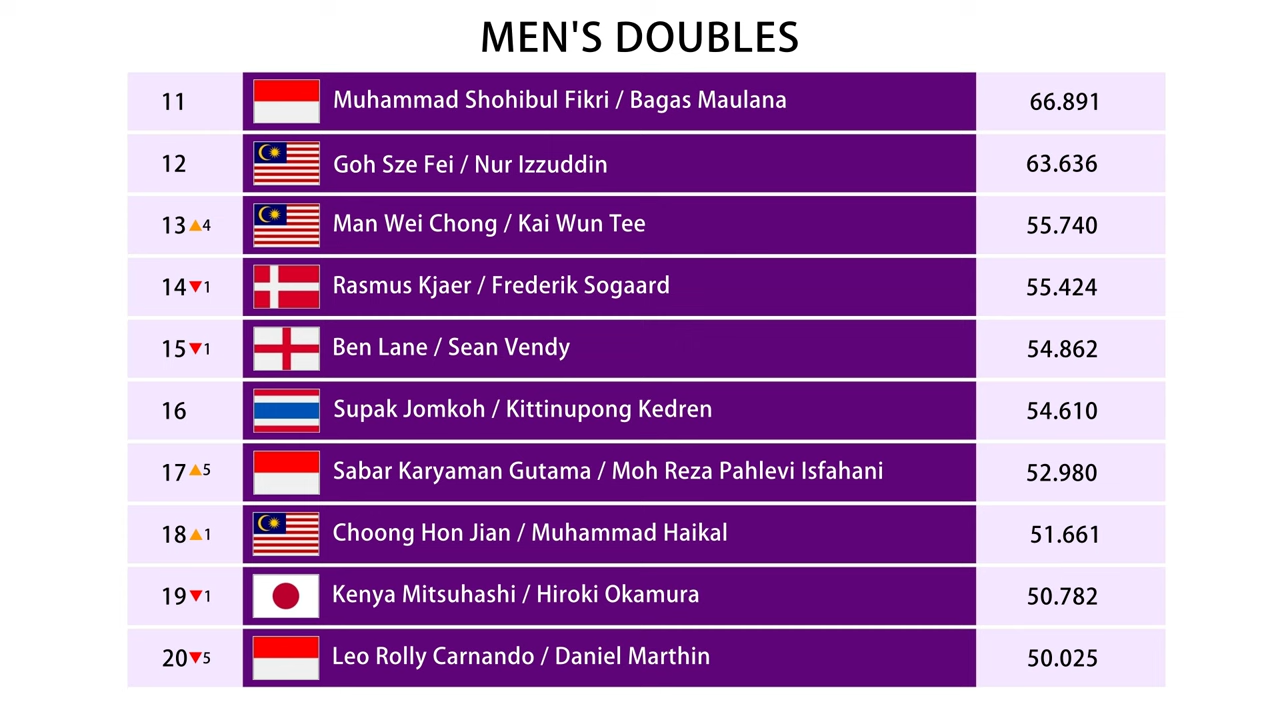 MEN'S DOUBLES
11 Muhammad Shohibul Fikri / Bagas Maulana 66.891
12 Goh Sze Fei / Nur Izzuddin 63.636
13 ▲4 Man Wei Chong / Kai Wun Tee 55.740
14 ▼1 Rasmus Kjaer / Frederik Sogaard 55.424
15 ▼1 Ben Lane / Sean Vendy 54.862
16 Supak Jomkoh / Kittinupong Kedren 54.610
17 ▲5 Sabar Karyaman Gutama / Moh Reza Pahlevi Isfahani 52.980
18 ▲1 Choong Hon Jian / Muhammad Haikal 51.661
19 ▼1 Kenya Mitsuhashi / Hiroki Okamura 50.782
20 ▼5 Leo Rolly Carnando / Daniel Marthin 50.025